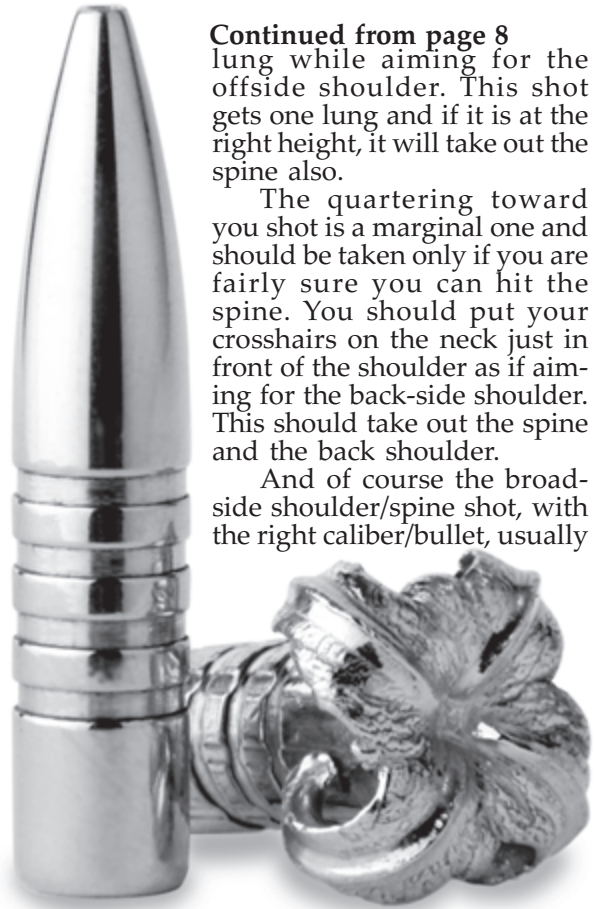 Continued from page 8
lung while aiming for the
offside shoulder. This shot
gets one lung and if it is at the
right height, it will take out the
spine also.
The quartering toward
you shot is a marginal one and
should be taken only if you are
fairly sure you can hit the
spine. You should put your
crosshairs on the neck just in
front of the shoulder as if aim-
ing for the back-side shoulder.
This should take out the spine
and the back shoulder.
And of course the broad-
side shoulder/spine shot, with
the right caliber/bullet, usually